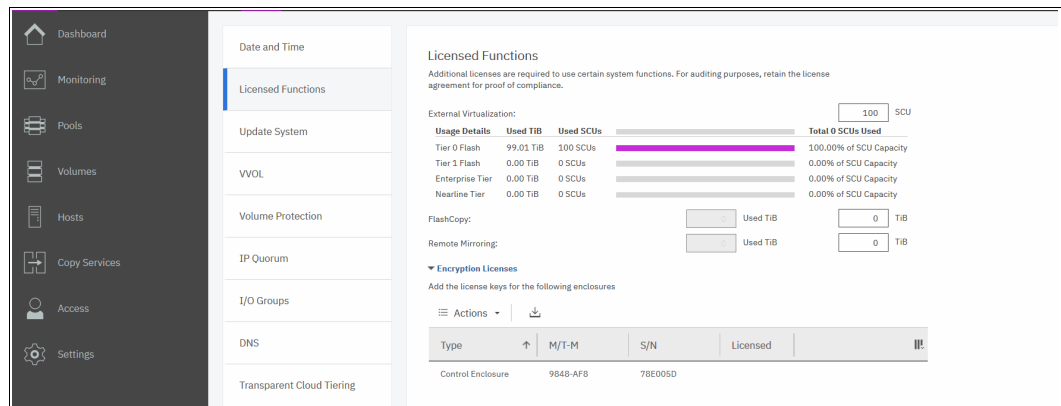 Dashboard
Monitoring
Pools
Volumes
Hosts
Copy Services
Access
Settings
Date and Time
Licensed Functions
Update System
VVOL
Volume Protection
IP Quorum
I/O Groups
DNS
Transparent Cloud Tiering
Licensed Functions
Additional licenses are required to use certain system functions. For auditing purposes, retain the license
agreement for proof of compliance.
External Virtualization: 100 SCU
Usage Details Used TiB Used SCUs Total 0 SCUs Used
Tier 0 Flash 99.01 TiB 100 SCUs 100.00% of SCU Capacity
Tier 1 Flash 0.00 TiB 0 SCUs 0.00% of SCU Capacity
Enterprise Tier 0.00 TiB 0 SCUs 0.00% of SCU Capacity
Nearline Tier 0.00 TiB 0 SCUs 0.00% of SCU Capacity
FlashCopy: 0 Used TiB 0 TiB
Remote Mirroring: 0 Used TiB 0 TiB
Encryption Licenses
Add the license keys for the following enclosures
Actions
Type M/T-M S/N Licensed
Control Enclosure 9848-AF8 78E005D